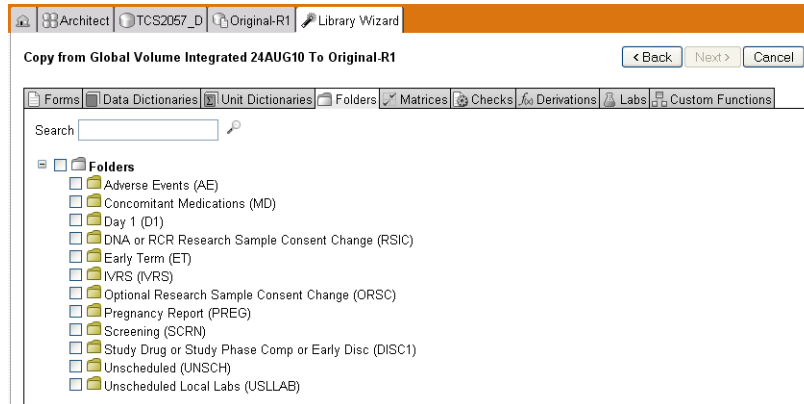 Architect TCS2057_D Original-R1 Library Wizard
Copy from Global Volume Integrated 24AUG10 To Original-R1 < Back Next > Cancel
Forms Data Dictionaries Unit Dictionaries Folders Matrices Checks Derivations Labs Custom Functions
Search
Folders
Adverse Events (AE)
Concomitant Medications (MD)
Day 1 (D1)
DNA or RCR Research Sample Consent Change (RSIC)
Early Term (ET)
IVRS (IVRS)
Optional Research Sample Consent Change (ORSC)
Pregnancy Report (PREG)
Screening (SCRN)
Study Drug or Study Phase Comp or Early Disc (DISC1)
Unscheduled (UNSCH)
Unscheduled Local Labs (USLLAB)